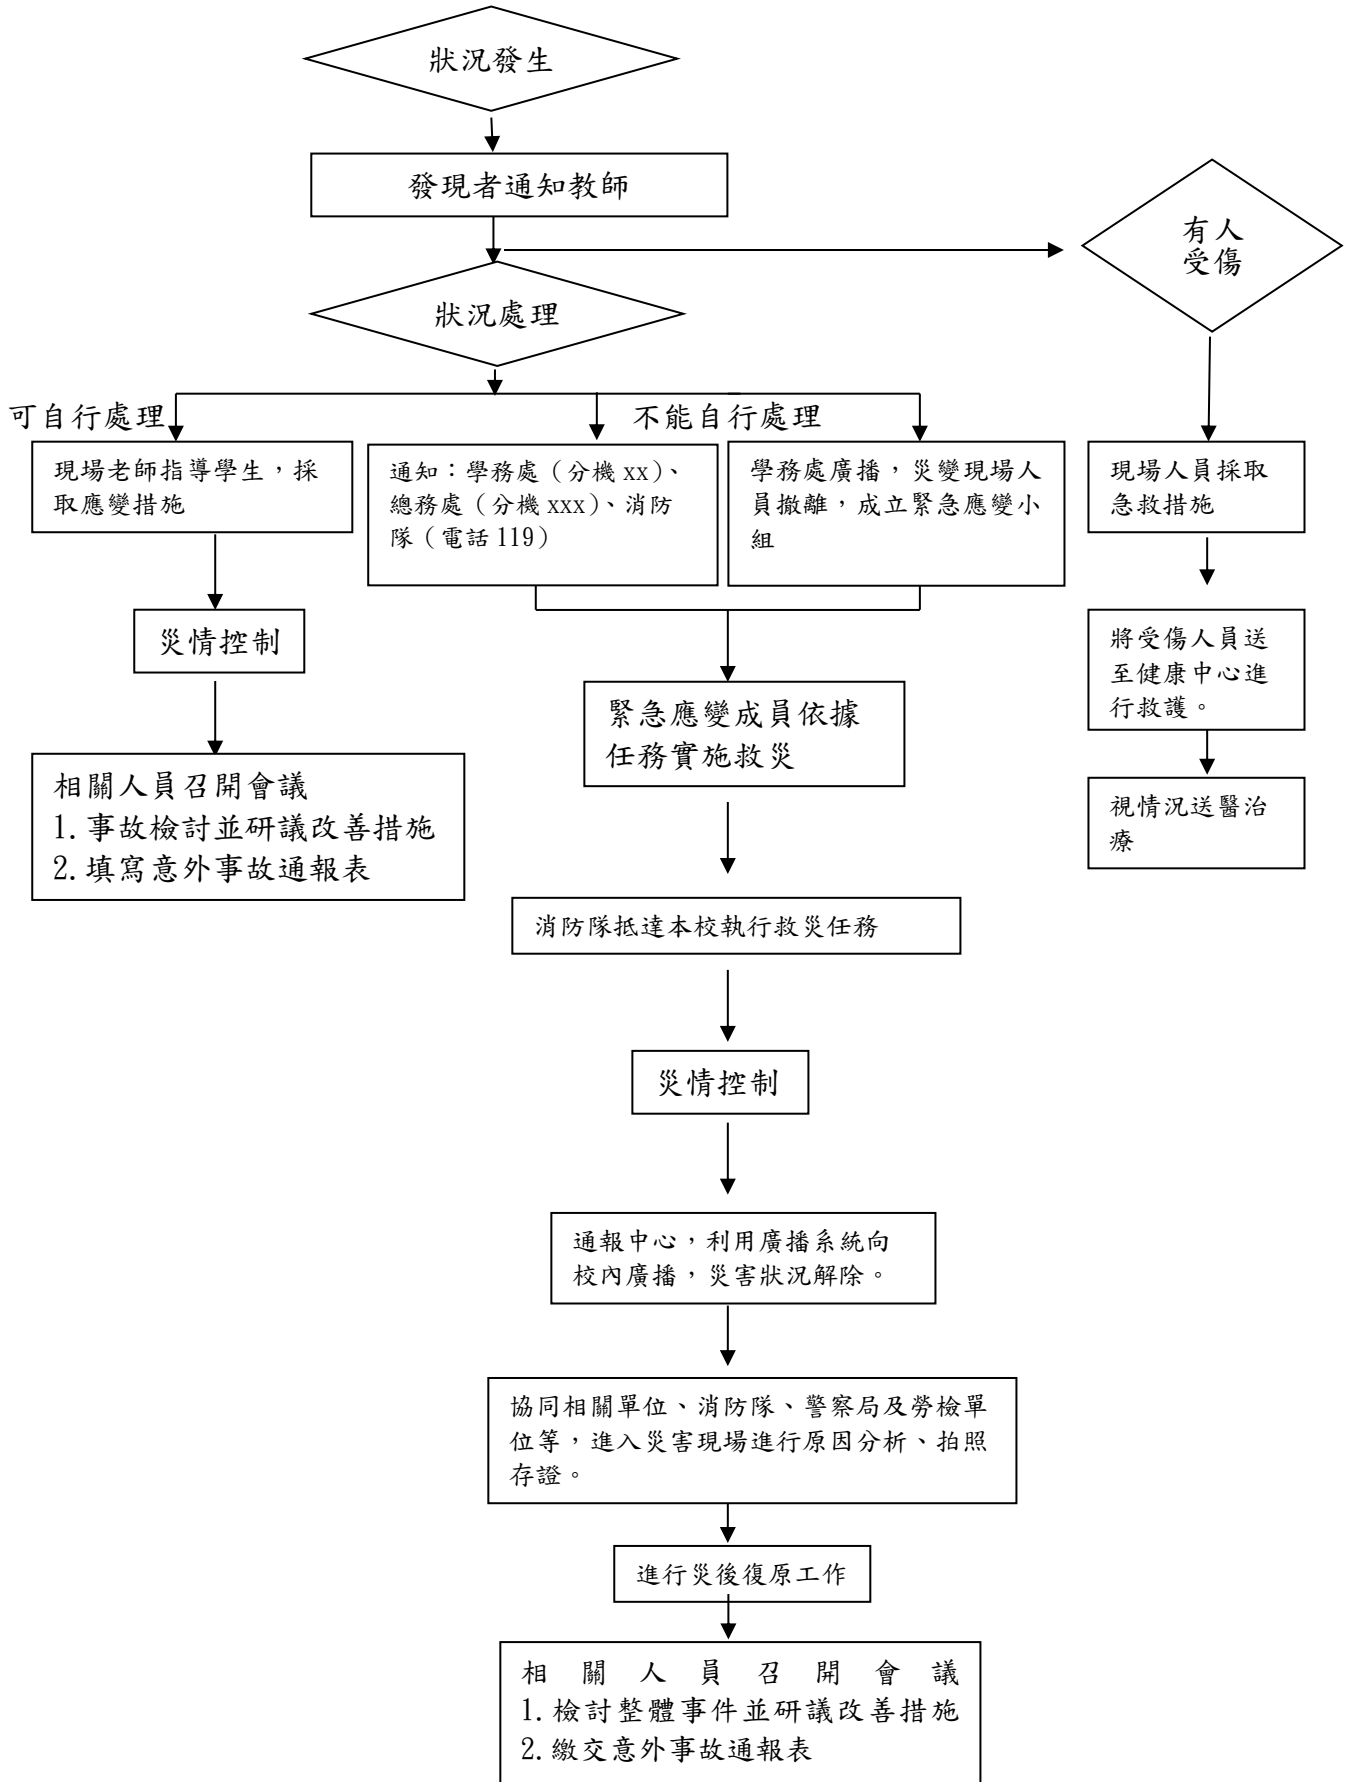 狀況發生
發現者通知教師
有人
受傷
狀況處理
可自行處理
不能自行處理
現場老師指導學生，採
取應變措施
通知：學務處（分機 xx）、
總務處（分機 xxx）、消防
隊（電話 119）
學務處廣播，災變現場人
員撤離，成立緊急應變小
組
現場人員採取
急救措施
災情控制
將受傷人員送
至健康中心進
行救護。
緊急應變成員依據
任務實施救災
相關人員召開會議
1. 事故檢討並研議改善措施
2. 填寫意外事故通報表
視情況送醫治
療
消防隊抵達本校執行救災任務
災情控制
通報中心，利用廣播系統向
校內廣播，災害狀況解除。
協同相關單位、消防隊、警察局及勞檢單
位等，進入災害現場進行原因分析、拍照
存證。
進行災後復原工作
相關人員召開會議
1. 檢討整體事件並研議改善措施
2. 繳交意外事故通報表